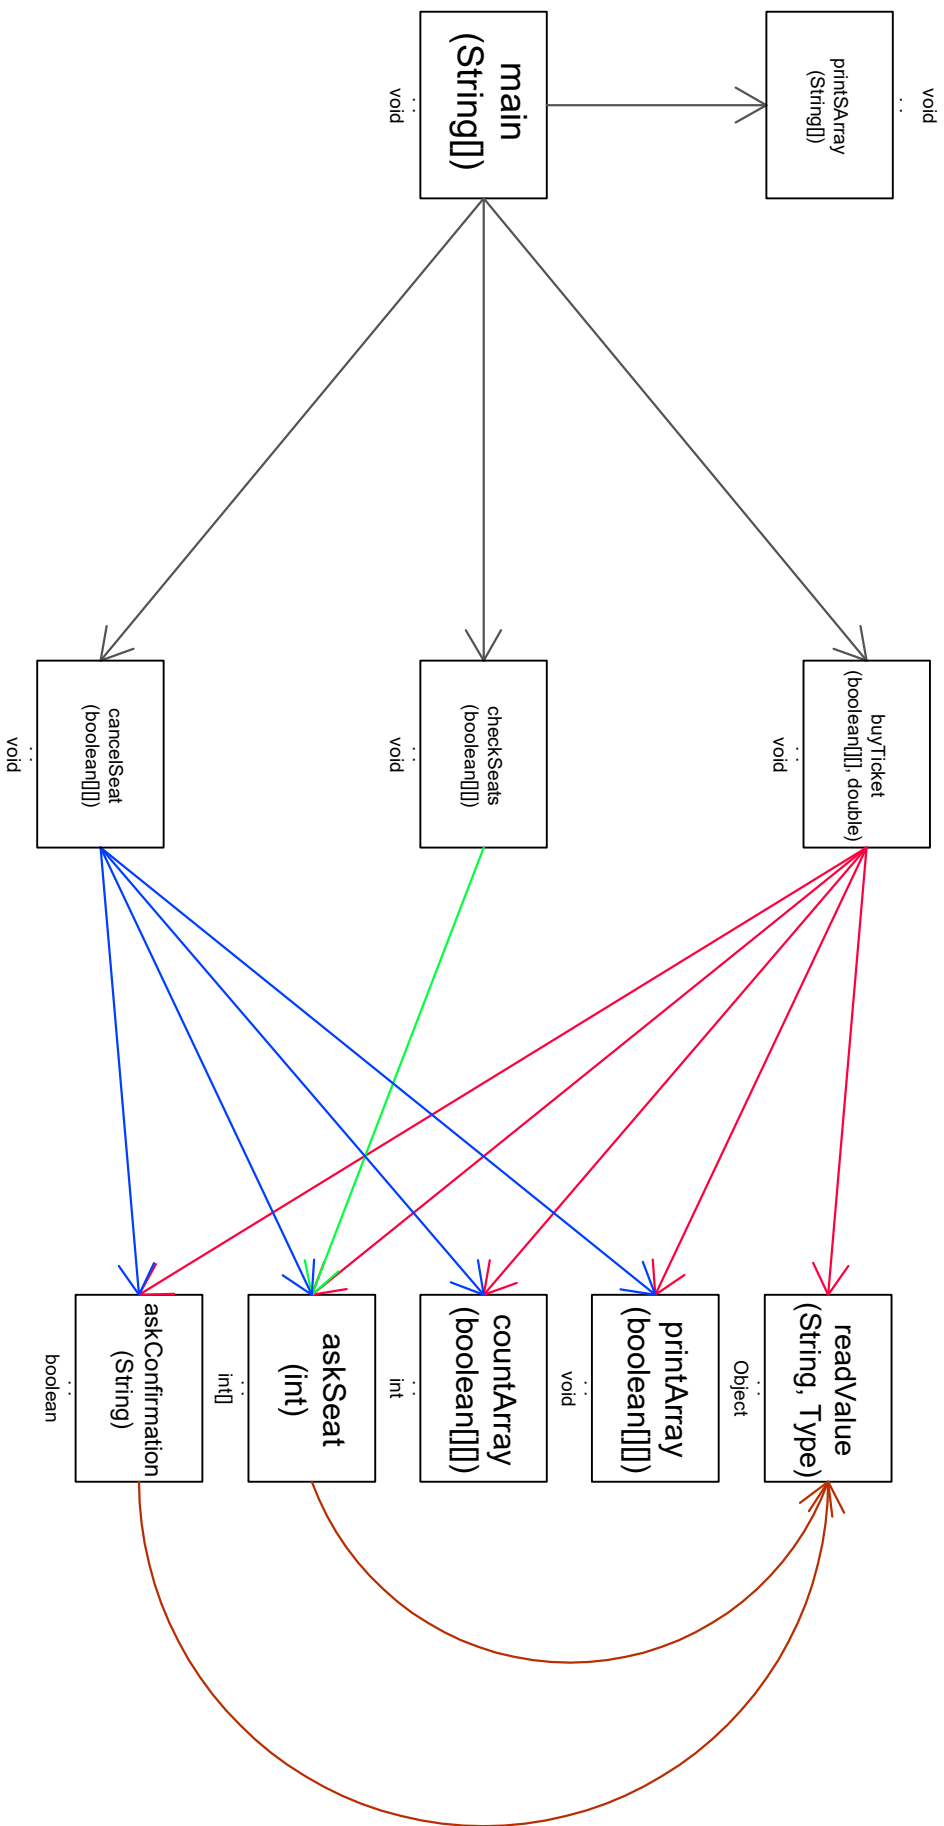 main
(String[])
:
void
printSArray
(String[])
:
void
buyTicket
(boolean[][], double)
:
void
checkSeats
(boolean[][])
:
void
cancelSeat
(boolean[][])
:
void
readValue
(String, Type)
:
Object
printArray
(boolean[][])
:
void
countArray
(boolean[][])
:
int
askSeat
(int)
:
int[]
askConfirmation
(String)
:
boolean